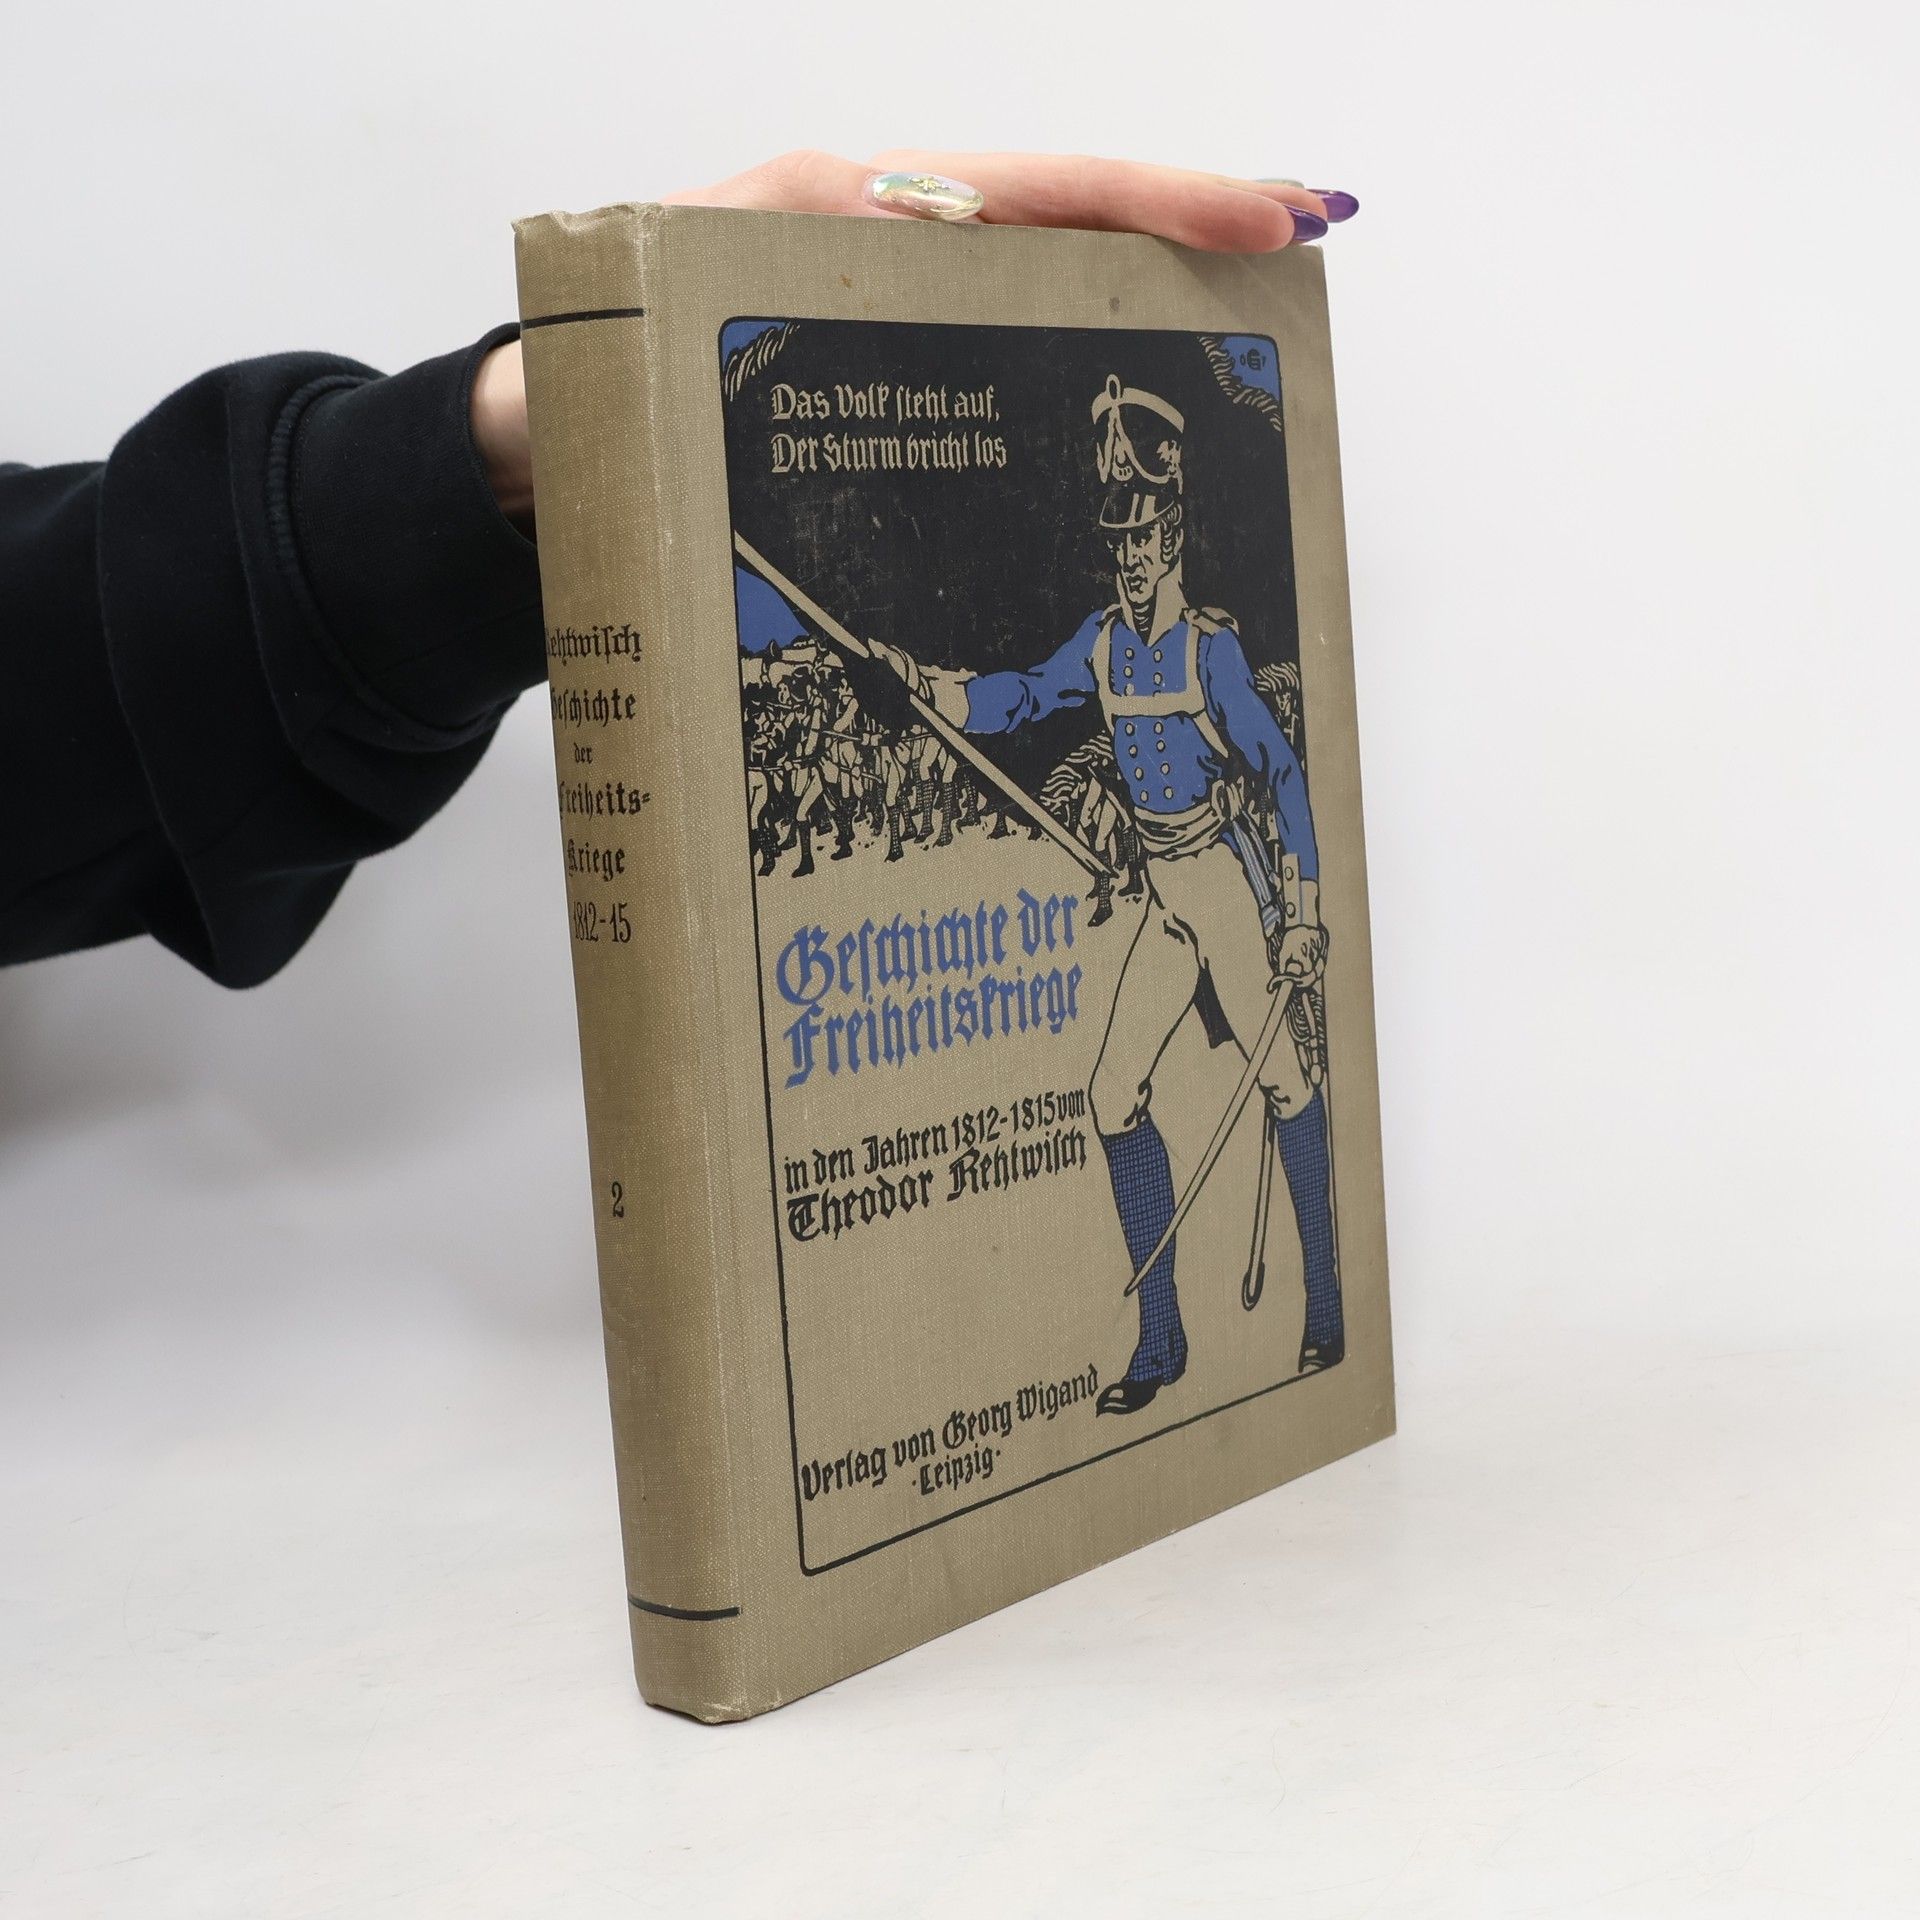 Rehtwisch
Geschichte
der
Freiheits-
Kriege
1812-15
2
Das Volk steht auf,
Der Sturm bricht los
Geschichte der
Freiheitskriege
in den Jahren 1812-1815 von
Theodor Rehtwisch
Verlag von Georg Wigand
·Leipzig·